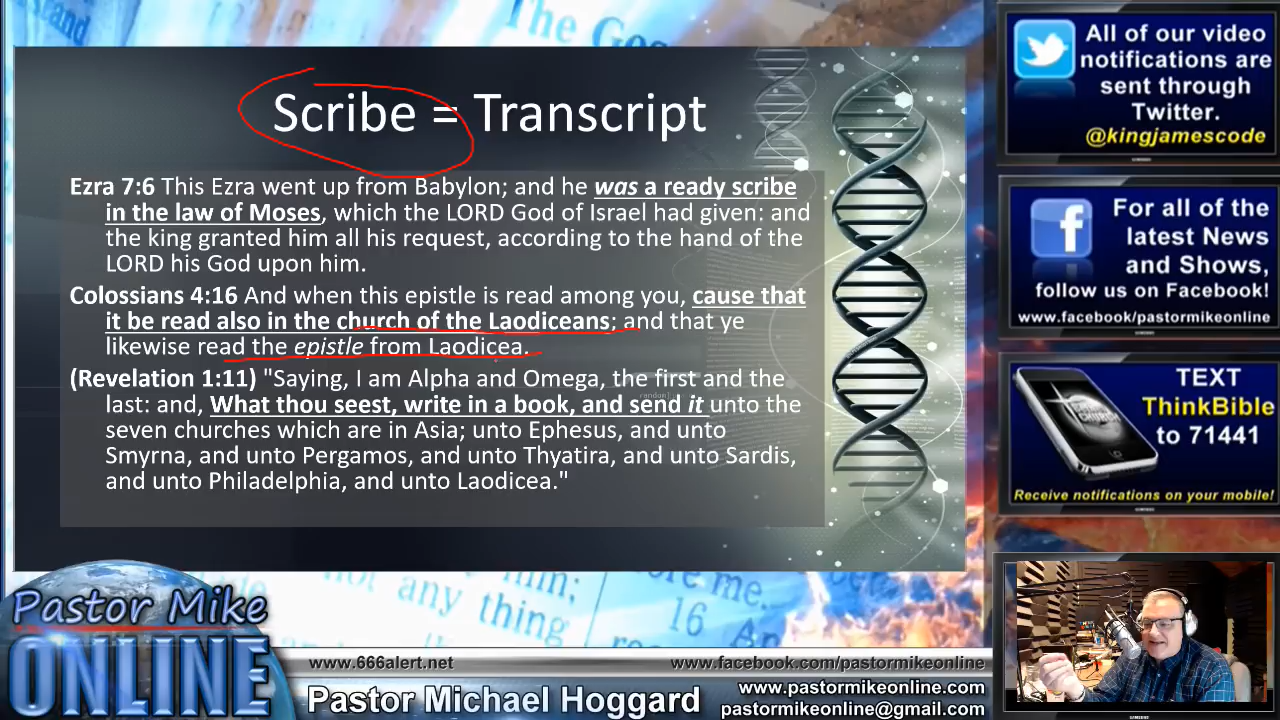 Scribe = Transcript
Ezra 7:6 This Ezra went up from Babylon; and he was a ready scribe
in the law of Moses, which the LORD God of Israel had given: and
the king granted him all his request, according to the hand of the
LORD his God upon him.
Colossians 4:16 And when this epistle is read among you, cause that
it be read also in the church of the Laodiceans; and that ye
likewise read the epistle from Laodicea.
(Revelation 1:11) "Saying, I am Alpha and Omega, the first and the
last: and, What thou seest, write in a book, and send it unto the
seven churches which are in Asia; unto Ephesus, and unto
Smyrna, and unto Pergamos, and unto Thyatira, and unto Sardis,
and unto Philadelphia, and unto Laodicea."
All of our video
notifications are
sent through
Twitter.
@kingjamescode
For all of the
latest News
and Shows,
follow us on Facebook!
www.facebook/pastormikeonline
TEXT
ThinkBible
to 71441
Receive notifications on your mobile!
him;
not any thing
me.
16
Pastor Mike
ONLINE
www.666alert.net
www.facebook.com/pastormikeonline
Pastor Michael Hoggard
www.pastormikeonline.com
pastormikeonline@gmail.com